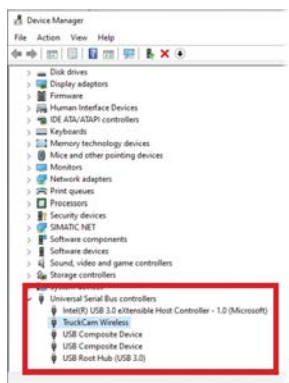 Device Manager
File Action View Help
Disk drives
Display adaptors
Firmware
Human Interface Devices
IDE ATA/ATAPI controllers
Keyboards
Memory technology devices
Mice and other pointing devices
Monitors
Network adapters
Print queues
Processors
Security devices
SIMATIC NET
Software components
Software devices
Sound, video and game controllers
Storage controllers
System devices
Universal Serial Bus controllers
Intel(R) USB 3.0 eXtensible Host Controller - 1.0 (Microsoft)
TruckCam Wireless
USB Composite Device
USB Composite Device
USB Root Hub (USB 3.0)